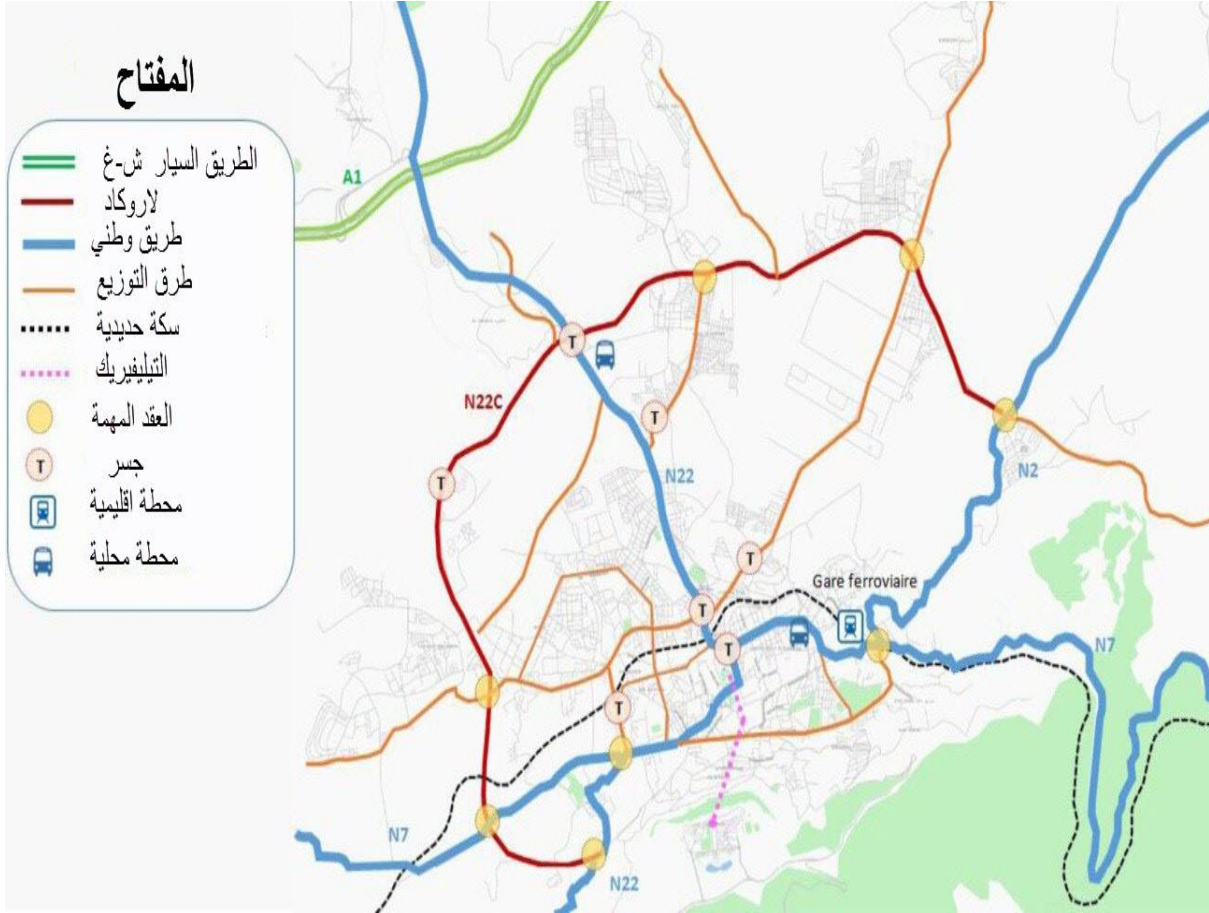 المفتاح
الطريق السيار ش-غ
لاروكاد
طريق وطني
طرق التوزيع
سكة حديدية
التيليفيريك
العقد المهمة
T
جسر
محطة اقليمية
محطة محلية
A1
T
N22C
T
N22
T
N2
T
T
Gare ferroviaire
T
N7
T
N7
N22